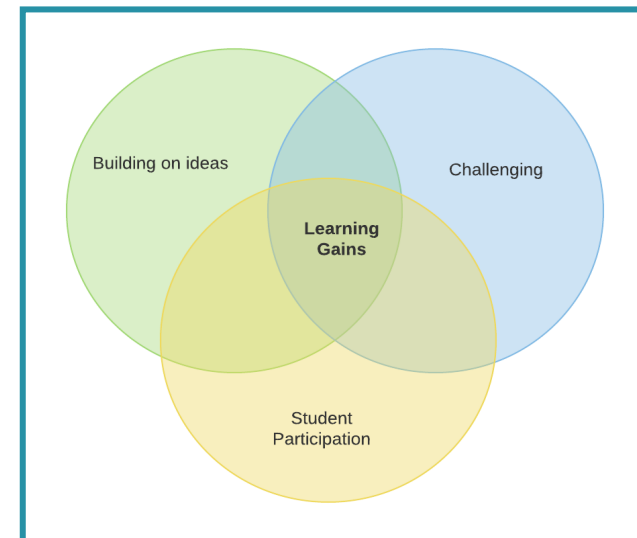 Building on ideas
Challenging
Learning
Gains
Student
Participation